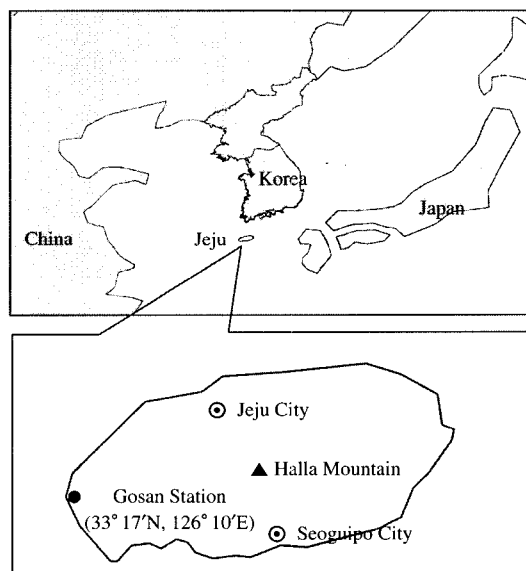 Korea
Japan
China
Jeju
Jeju City
Halla Mountain
Gosan Station
(33° 17′N, 126° 10′E)
Seoguipo City